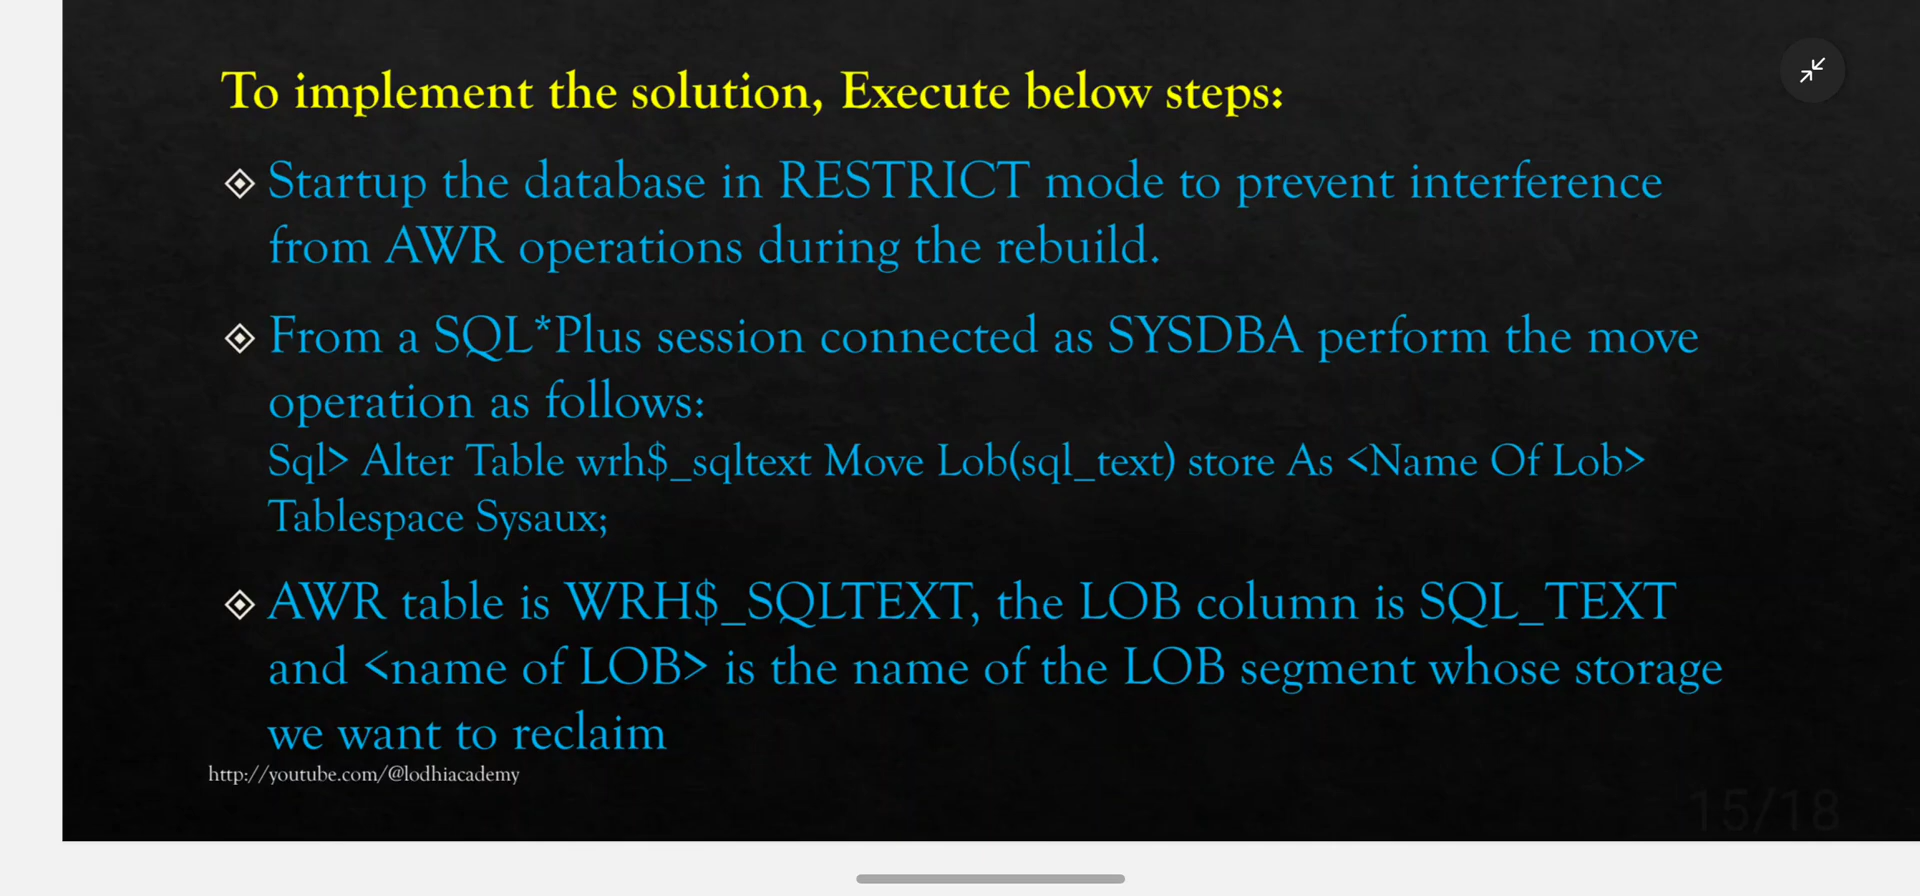 To implement the solution, Execute below steps:
Startup the database in RESTRICT mode to prevent interference
from AWR operations during the rebuild.
From a SQL*Plus session connected as SYSDBA perform the move
operation as follows:
Sql> Alter Table wrh$_sqltext Move Lob(sql_text) store As <Name Of Lob>
Tablespace Sysaux;
AWR table is WRH$_SQLTEXT, the LOB column is SQL_TEXT
and <name of LOB> is the name of the LOB segment whose storage
we want to reclaim
http://youtube.com/@lodhiacademy
15/18